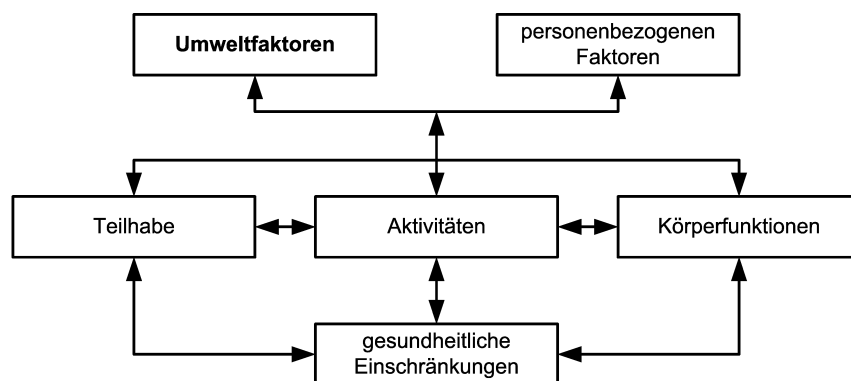 Umweltfaktoren
personenbezogenen
Faktoren
Teilhabe
Aktivitäten
Körperfunktionen
gesundheitliche
Einschränkungen